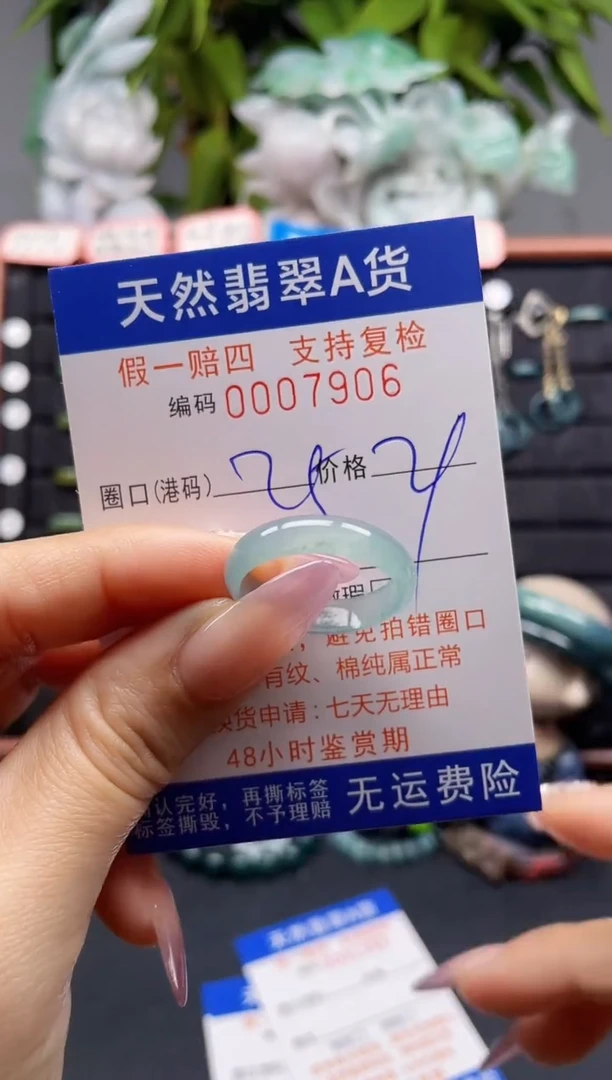 天然翡翠A货
假一赔四 支持复检
编码 0007906
圈口(港码) 价格
避免拍错圈口
有纹、棉纯属正常
换货申请:七天无理由
48小时鉴赏期
认完好,再撕标签
标签撕毁,不予理赔
无运费险